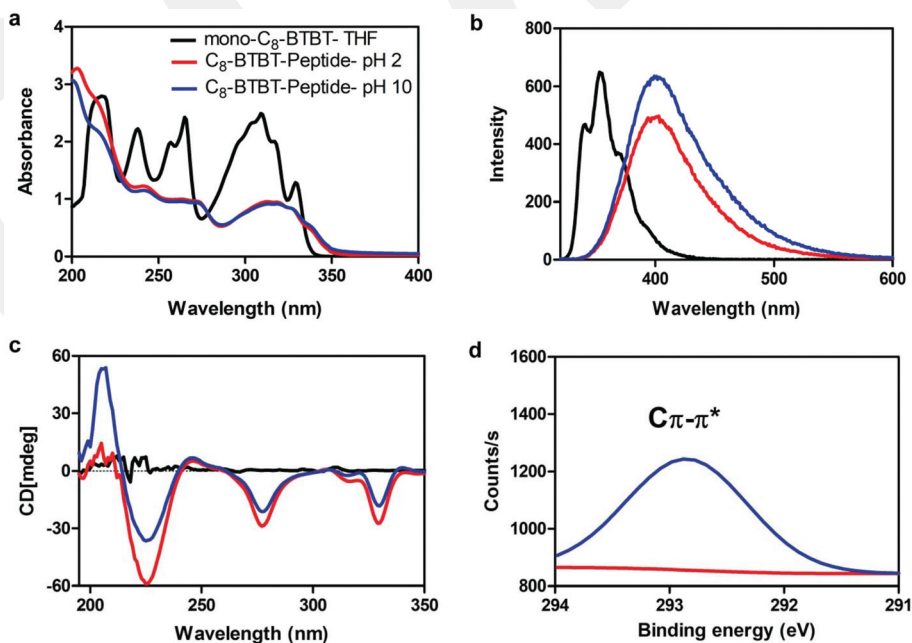 a
4
3
2
1
0
200
250
300
350
400
Absorbance
Wavelength (nm)
mono-C₈-BTBT- THF
C₈-BTBT-Peptide- pH 2
C₈-BTBT-Peptide- pH 10
b
800
600
400
200
0
400
500
600
Intensity
Wavelength (nm)
c
60
30
0
-30
-60
200
250
300
350
CD[mdeg]
Wavelength (nm)
d
1600
1400
1200
1000
800
294
293
292
291
Counts/s
Cπ-π*
Binding energy (eV)